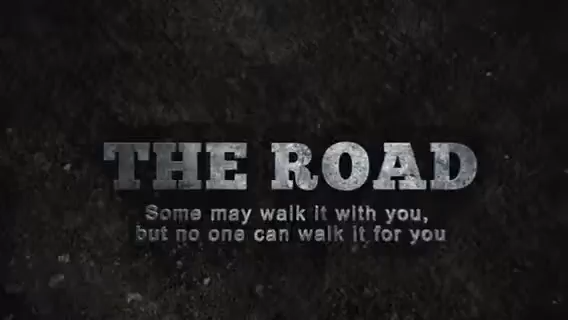 THE ROAD
Some may walk it with you,
but no one can walk it for you